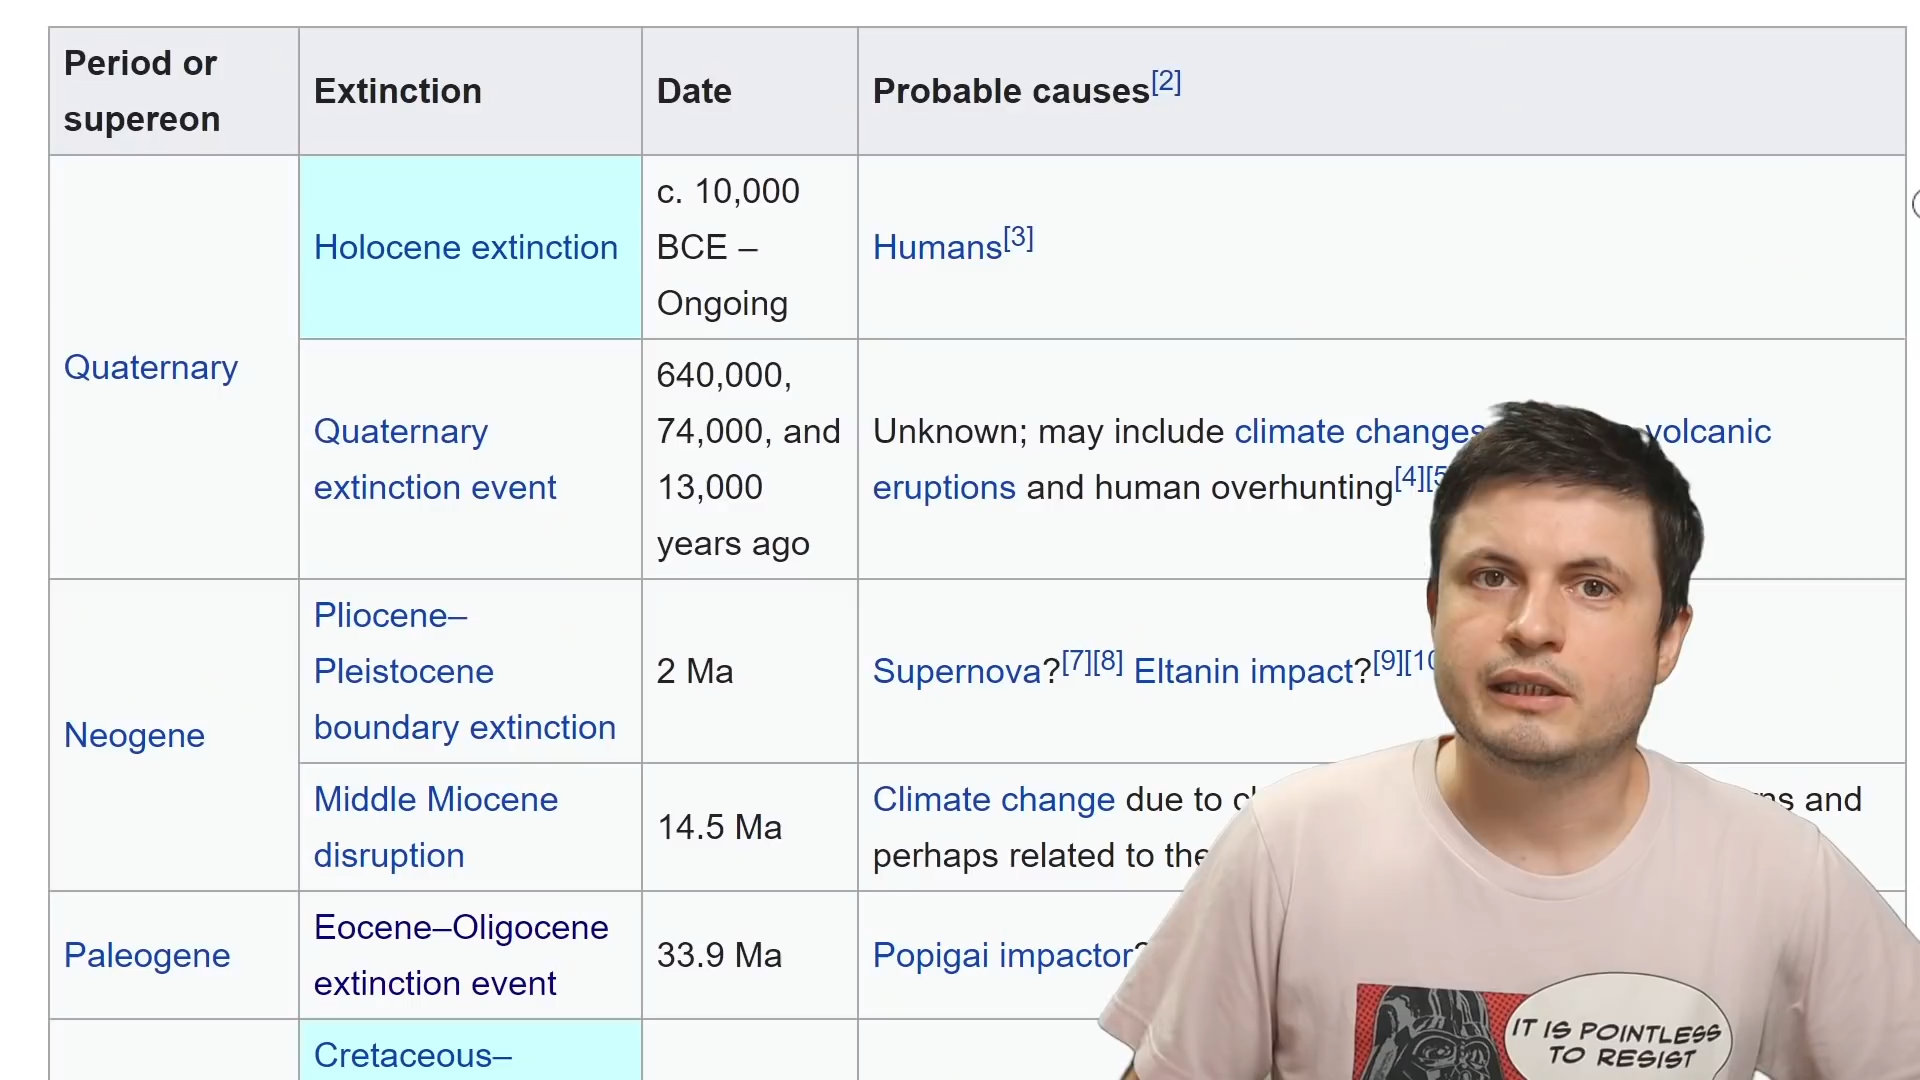 Period or
supereon
Extinction
Date
Probable causes[2]
Quaternary
Holocene extinction
c. 10,000
BCE –
Ongoing
Humans[3]
Quaternary
extinction event
640,000,
74,000, and
13,000
years ago
Unknown; may include climate changes volcanic
eruptions and human overhunting[4][5
Neogene
Pliocene–
Pleistocene
boundary extinction
2 Ma
Supernova?[7][8] Eltanin impact?[9][10
Middle Miocene
disruption
14.5 Ma
Climate change due to and
perhaps related to the
Paleogene
Eocene–Oligocene
extinction event
33.9 Ma
Popigai impactor?
Cretaceous–
IT IS POINTLESS
TO RESIST